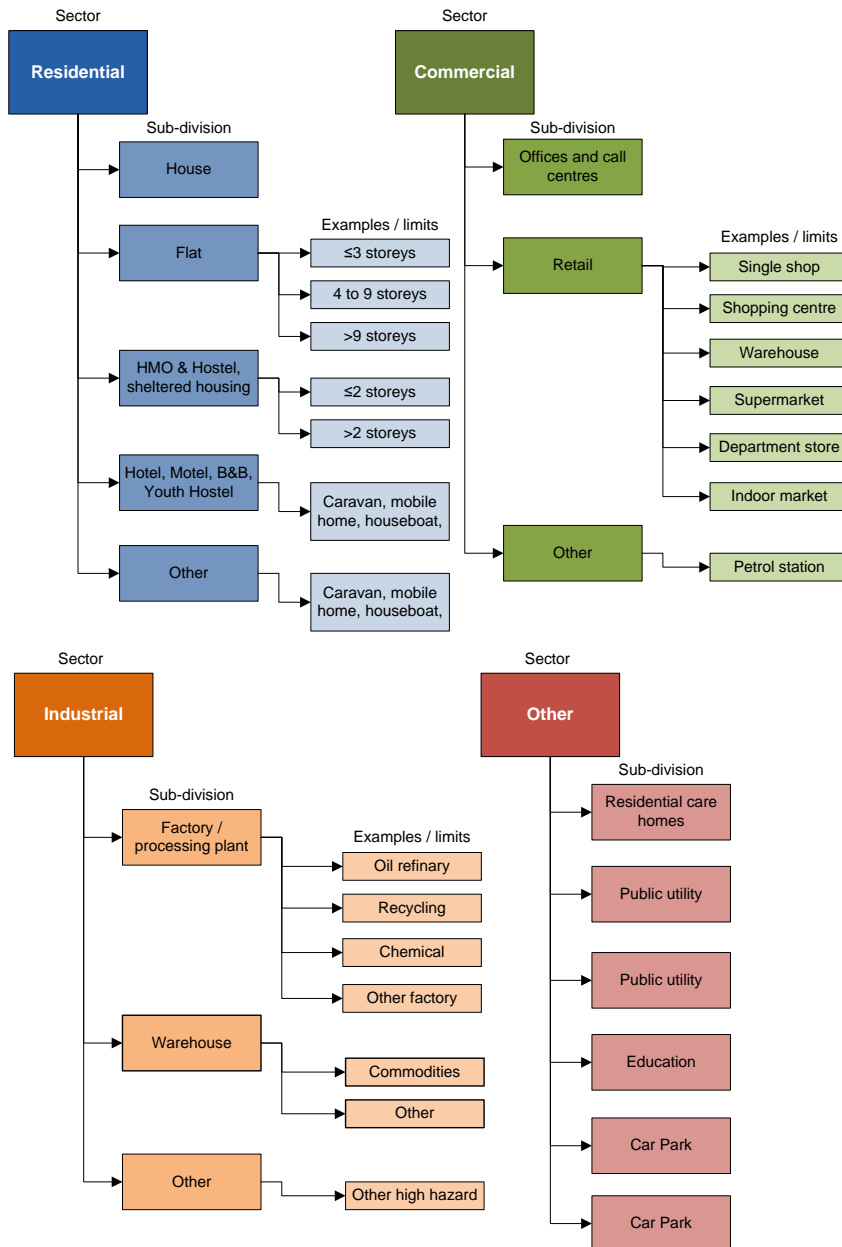 Sector
Residential
Sub-division
House
Flat
Examples / limits
≤3 storeys
4 to 9 storeys
>9 storeys
HMO & Hostel,
sheltered housing
≤2 storeys
>2 storeys
Hotel, Motel, B&B,
Youth Hostel
Caravan, mobile
home, houseboat,
Other
Caravan, mobile
home, houseboat,
Sector
Commercial
Sub-division
Offices and call
centres
Retail
Examples / limits
Single shop
Shopping centre
Warehouse
Supermarket
Department store
Indoor market
Other
Petrol station
Sector
Industrial
Sub-division
Factory /
processing plant
Examples / limits
Oil refinary
Recycling
Chemical
Other factory
Warehouse
Commodities
Other
Other
Other high hazard
Sector
Other
Sub-division
Residential care
homes
Public utility
Public utility
Education
Car Park
Car Park